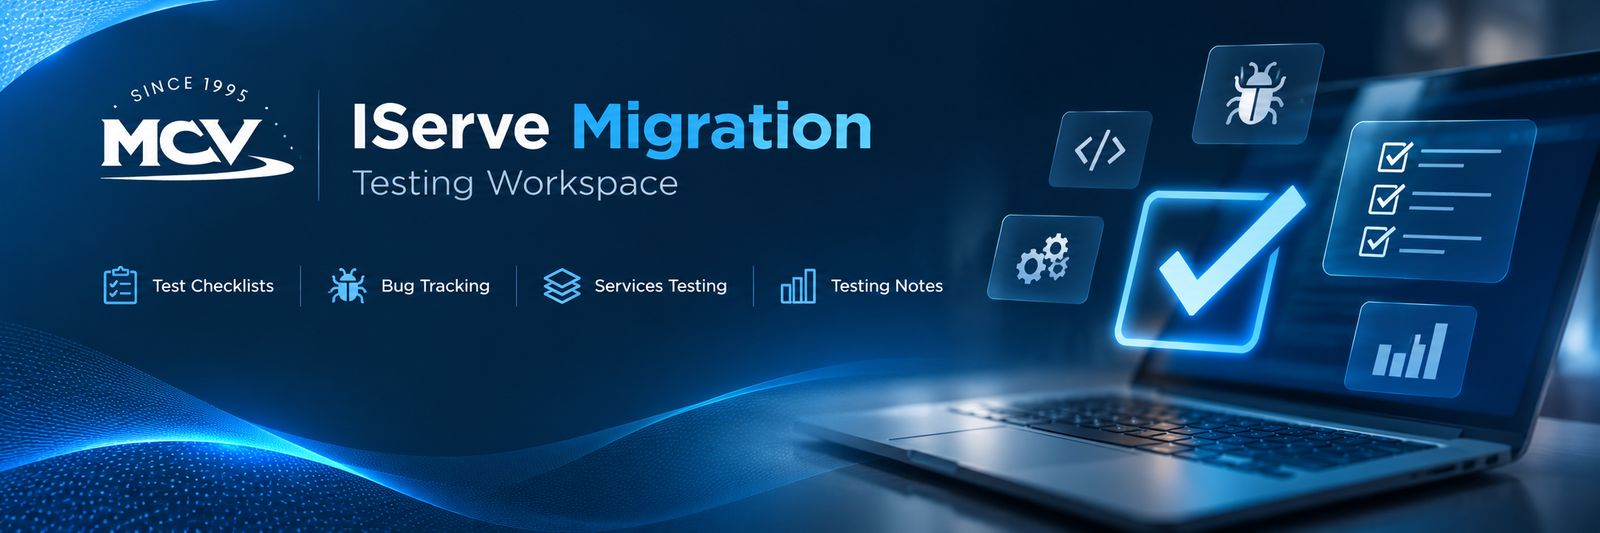 SINCE 1995
MCV
IServe Migration
Testing Workspace
Test Checklists
Bug Tracking
Services Testing
Testing Notes